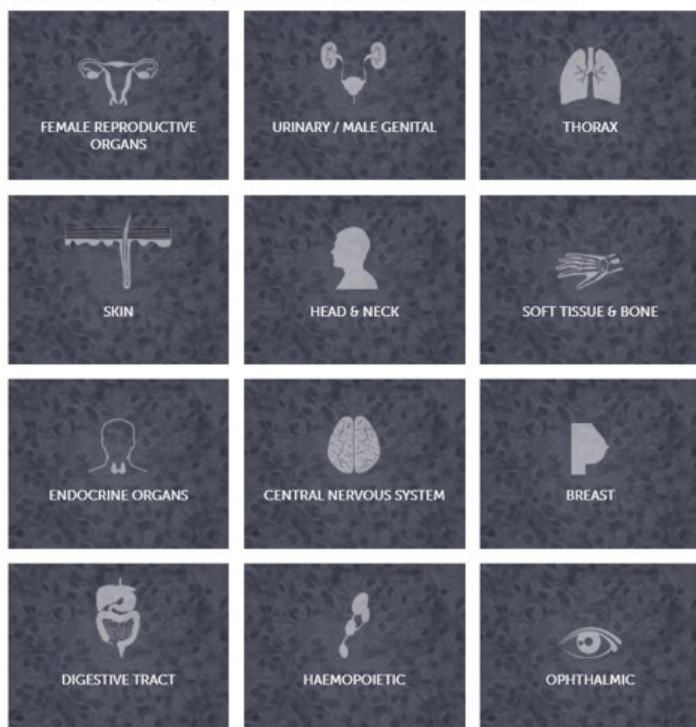 FEMALE REPRODUCTIVE
ORGANS
URINARY / MALE GENITAL
THORAX
SKIN
HEAD & NECK
SOFT TISSUE & BONE
ENDOCRINE ORGANS
CENTRAL NERVOUS SYSTEM
BREAST
DIGESTIVE TRACT
HAEMOPOIETIC
OPHTHALMIC